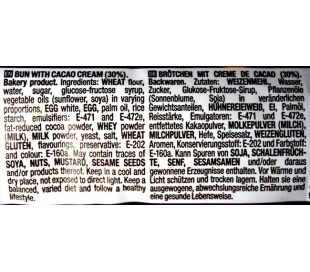 EN BUN WITH CACAO CREAM (30%).
Bakery product. Ingredients: WHEAT flour,
water, sugar, glucose-fructose syrup,
vegetable oils (sunflower, soya) in varying
proportions, EGG white, EGG, palm oil, rice
starch, emulsifiers: E-471 and E-472e,
fat-reduced cocoa powder, WHEY powder
(MILK), MILK powder, yeast, salt, WHEAT
GLUTEN, flavourings, preservative: E-202
and colour: E-160a. May contain traces of
SOYA, NUTS, MUSTARD, SESAME SEEDS
and/or products thereof. Keep in a cool and
dry place, not exposed to direct light. Keep a
balanced, varied diet and follow a healthy
lifestyle.
DE BRÖTCHEN MIT CREME DE CACAO (30%).
Backwaren. Zutaten: WEIZENMEHL, Wasser,
Zucker, Glukose-Fruktose-Sirup, Pflanzenöle
(Sonnenblume, Soja) in veränderlichen
Gewichtsanteilen, HÜHNEREIEIWEIß, EI, Palmöl,
Reisstärke, Emulgatoren: E-471 und E-472e,
entfettetes Kakaopulver, MOLKEPULVER (MILCH),
MILCHPULVER, Hefe, Speisesalz, WEIZENGLUTEN,
Aromen, Konservierungsstoff: E-202 und Farbstoff:
E-160a. Kann Spuren von SOJA, SCHALENFRÜCH-
TE, SENF, SESAMSAMEN und/oder daraus
gewonnene Erzeugnisse enthalten. Vor Wärme und
Licht schützen und trocken lagern. Halten sie eine
ausgewogene, abwechslungsreiche Ernährung und
eine gesunde Lebensweise.